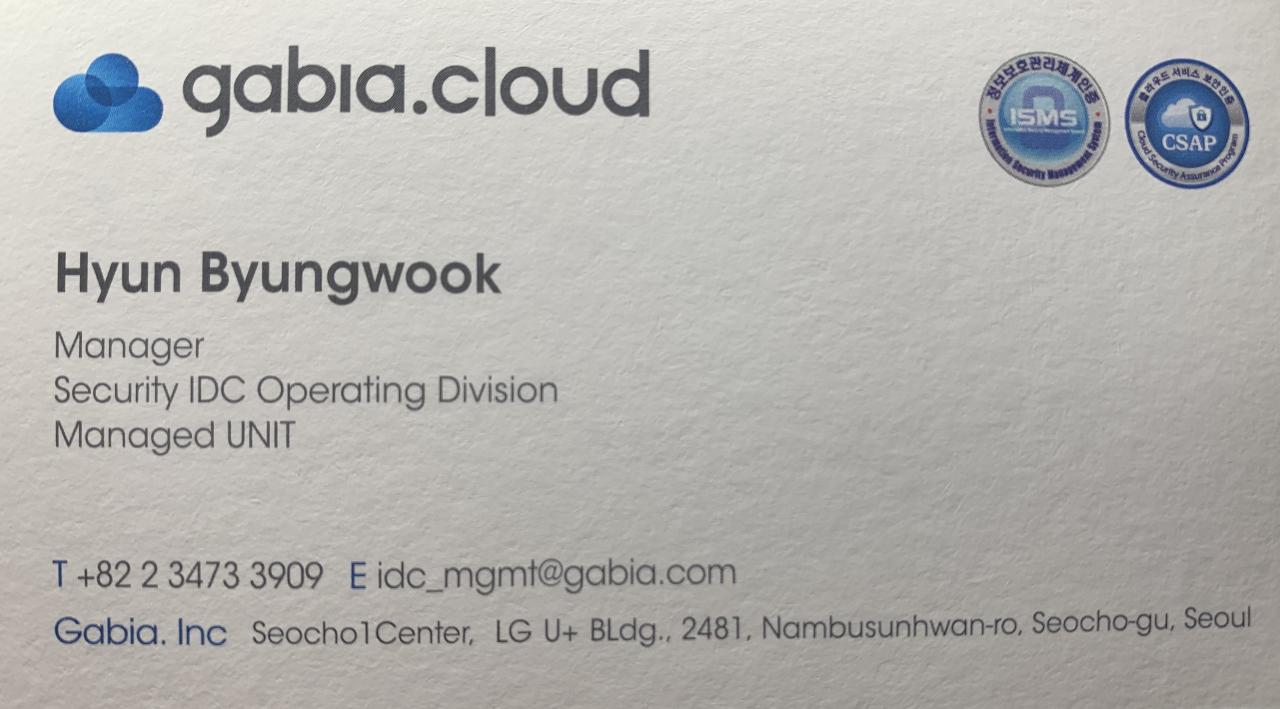 gabia.cloud
정보보호관리체계인증
ISMS
Information Security Management System
클라우드 서비스 보안인증
CSAP
Cloud Security Assurance Program
Hyun Byungwook
Manager
Security IDC Operating Division
Managed UNIT
T +82 2 3473 3909 E idc_mgmt@gabia.com
Gabia. Inc Seocho1Center, LG U+ BLdg., 2481, Nambusunhwan-ro, Seocho-gu, Seoul